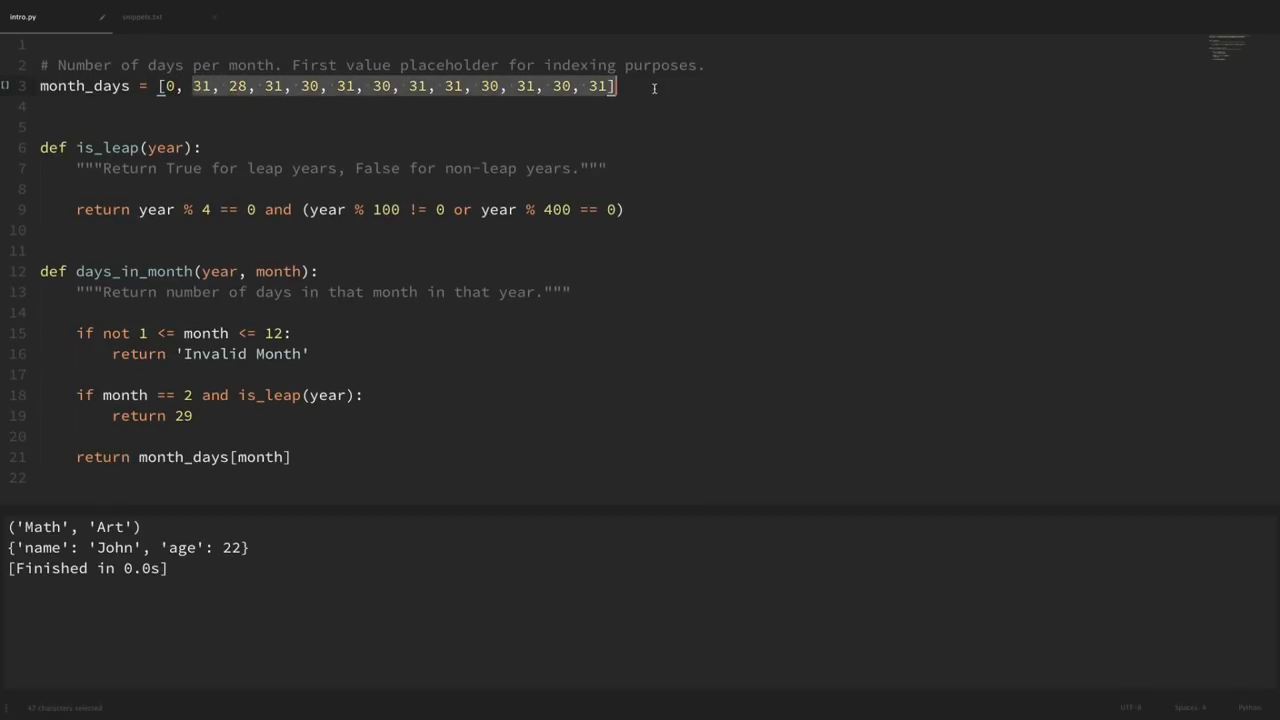 intro.py
snippets.txt
1
2 # Number of days per month. First value placeholder for indexing purposes.
3 month_days = [0, 31, 28, 31, 30, 31, 30, 31, 31, 30, 31, 30, 31]
4
5
6 def is_leap(year):
7 """Return True for leap years, False for non-leap years."""
8
9 return year % 4 == 0 and (year % 100 != 0 or year % 400 == 0)
10
11
12 def days_in_month(year, month):
13 """Return number of days in that month in that year."""
14
15 if not 1 <= month <= 12:
16 return 'Invalid Month'
17
18 if month == 2 and is_leap(year):
19 return 29
20
21 return month_days[month]
22
('Math', 'Art')
{'name': 'John', 'age': 22}
[Finished in 0.0s]
characters selected
UTF-8
Spaces: 4
Python